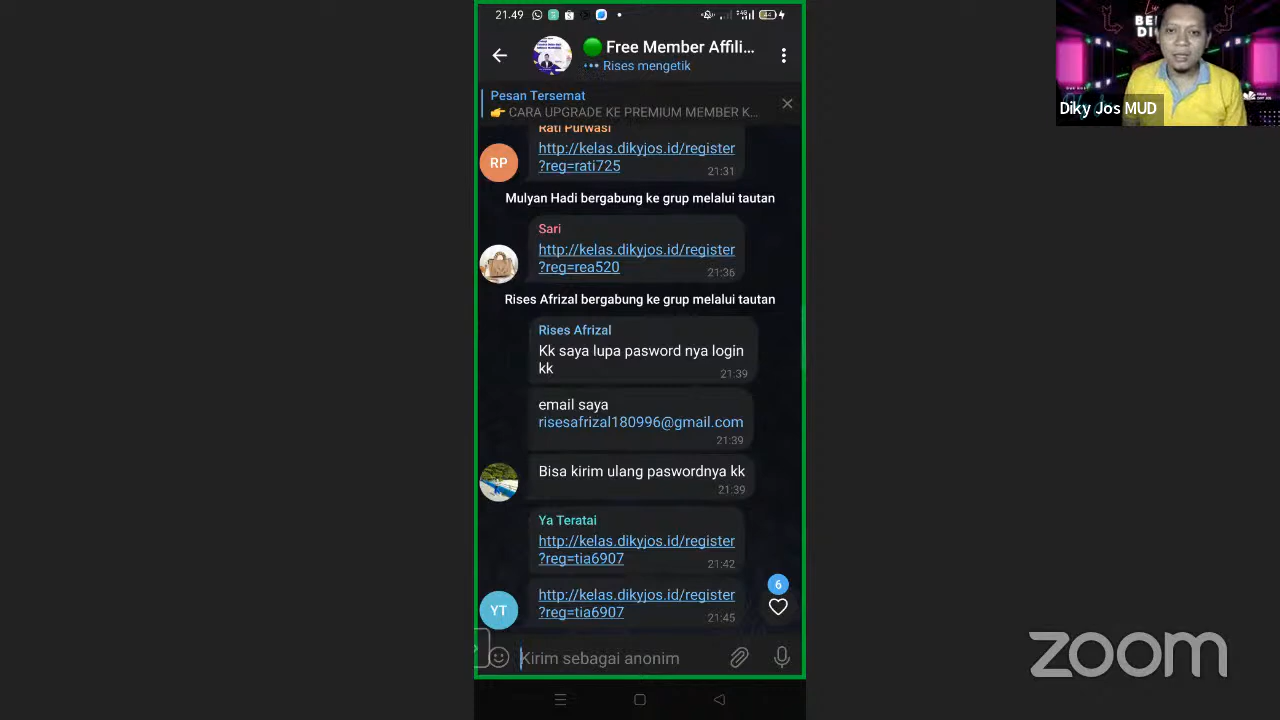 21.49
Free Member Affili...
Rises mengetik
Pesan Tersemat
👉 CARA UPGRADE KE PREMIUM MEMBER K...
Rati Purwasi
http://kelas.dikyjos.id/register
?reg=rati725
21:31
RP
Mulyan Hadi bergabung ke grup melalui tautan
Sari
http://kelas.dikyjos.id/register
?reg=rea520
21:36
Rises Afrizal bergabung ke grup melalui tautan
Rises Afrizal
Kk saya lupa pasword nya login
kk
21:39
email saya
risesafrizal180996@gmail.com
21:39
Bisa kirim ulang paswordnya kk
21:39
Ya Teratai
http://kelas.dikyjos.id/register
?reg=tia6907
21:42
6
http://kelas.dikyjos.id/register
?reg=tia6907
21:45
YT
Kirim sebagai anonim
Diky Jos MUD
zoom